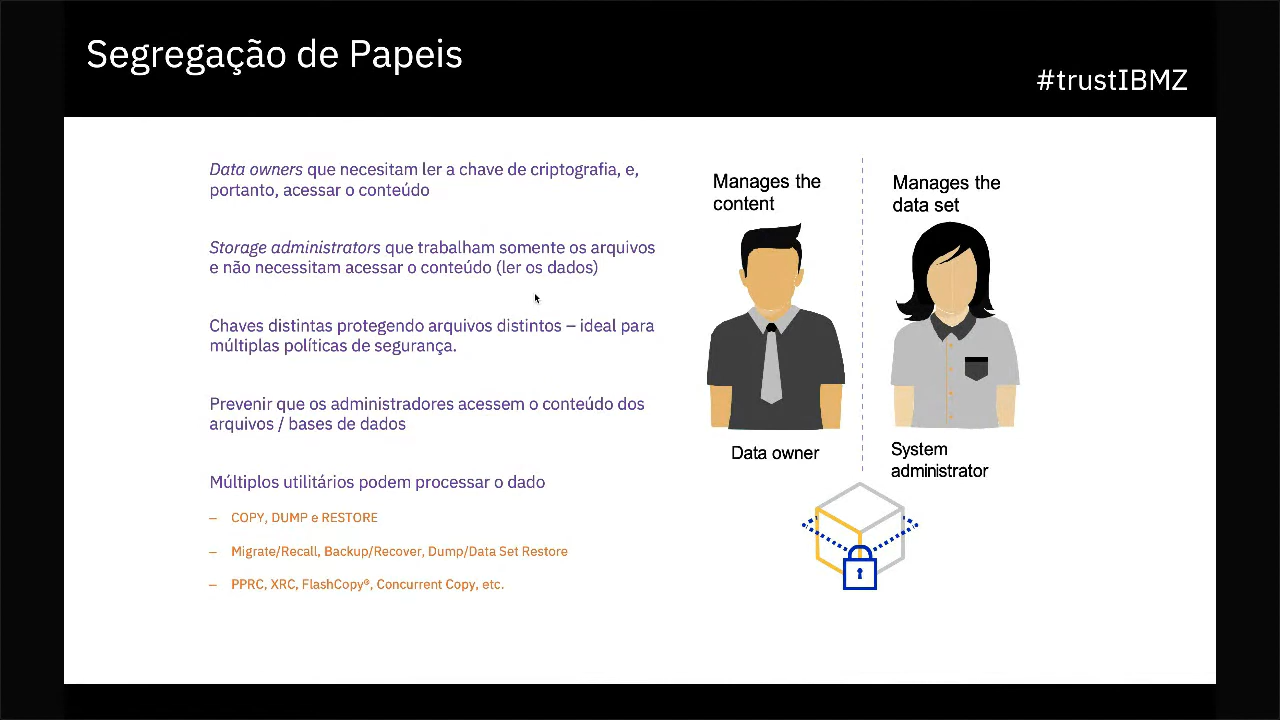 Segregação de Papeis
#trustIBMZ
Data owners que necesitam ler a chave de criptografia, e,
portanto, acessar o conteúdo
Storage administrators que trabalham somente os arquivos
e não necessitam acessar o conteúdo (ler os dados)
Chaves distintas protegendo arquivos distintos – ideal para
múltiplas políticas de segurança.
Prevenir que os administradores acessem o conteúdo dos
arquivos / bases de dados
Múltiplos utilitários podem processar o dado
– COPY, DUMP e RESTORE
– Migrate/Recall, Backup/Recover, Dump/Data Set Restore
– PPRC, XRC, FlashCopy®, Concurrent Copy, etc.
Manages the
content
Data owner
Manages the
data set
System
administrator